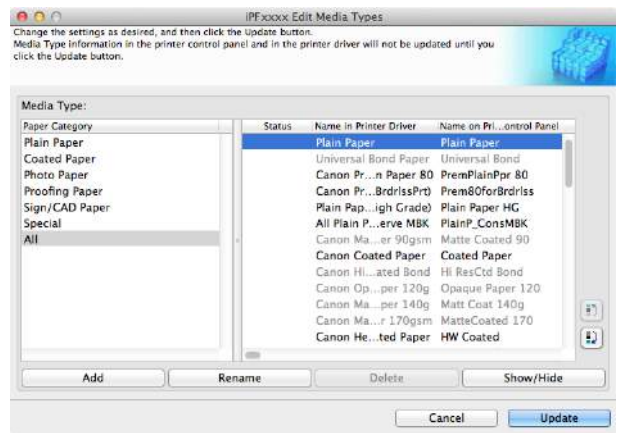 iPFxxxx Edit Media Types
Change the settings as desired, and then click the Update button.
Media Type information in the printer control panel and in the printer driver will not be updated until you
click the Update button.
Media Type:
Paper Category Status Name in Printer Driver Name on Pri...ontrol Panel
Plain Paper Plain Paper Plain Paper
Coated Paper Universal Bond Paper Universal Bond
Photo Paper Canon Pr...n Paper 80 PremPlainPpr 80
Proofing Paper Canon Pr...BrdrlssPrt) Prem80forBrdrlss
Sign/CAD Paper Plain Pap...igh Grade) Plain Paper HG
Special All Plain P...erve MBK PlainP_ConsMBK
All Canon Ma...er 90gsm Matte Coated 90
Canon Coated Paper Coated Paper
Canon Hi...ated Bond Hi ResCtd Bond
Canon Op...per 120g Opaque Paper 120
Canon Ma...per 140g Matt Coat 140g
Canon Ma...r 170gsm MatteCoated 170
Canon He...ted Paper HW Coated
Add Rename Delete Show/Hide
Cancel Update